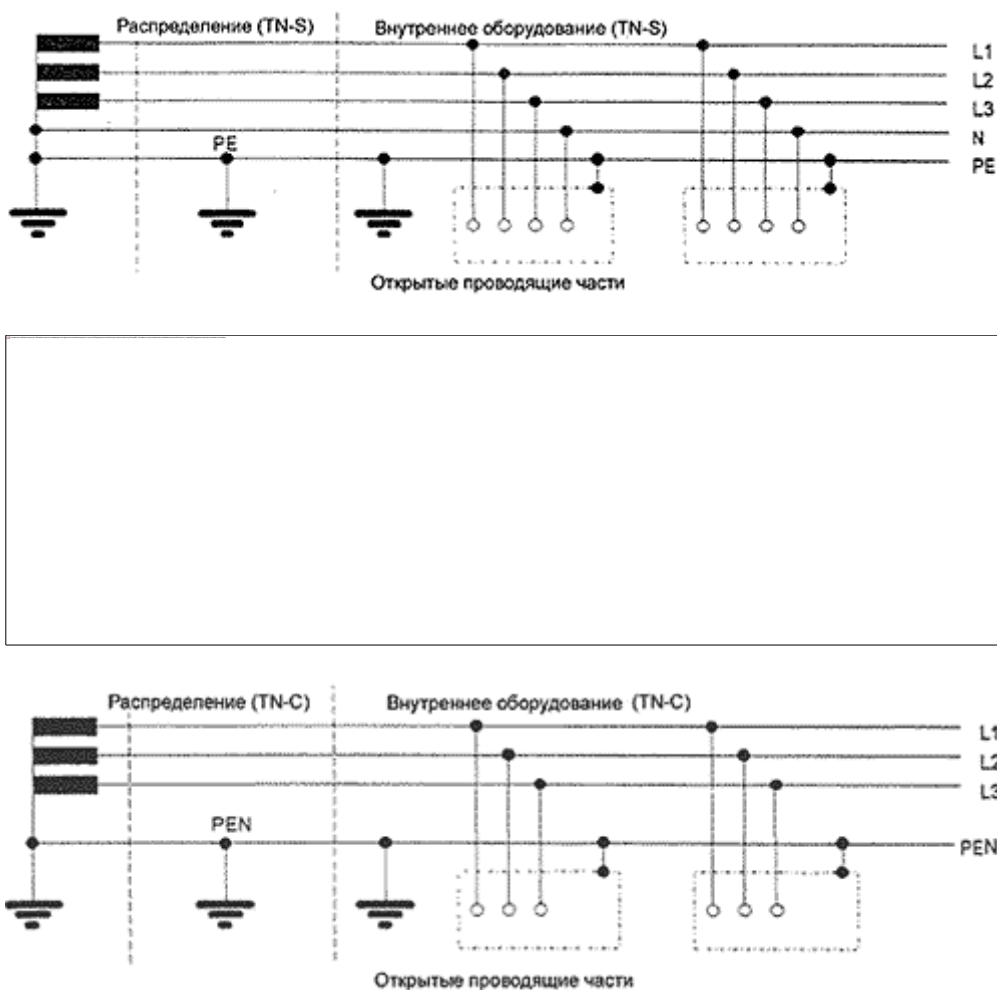 Распределение (TN-S) Внутреннее оборудование (TN-S)
L1
L2
L3
N
PE PE
Открытые проводящие части
Распределение (TN-C) Внутреннее оборудование (TN-C)
L1
L2
L3
PEN PEN
Открытые проводящие части